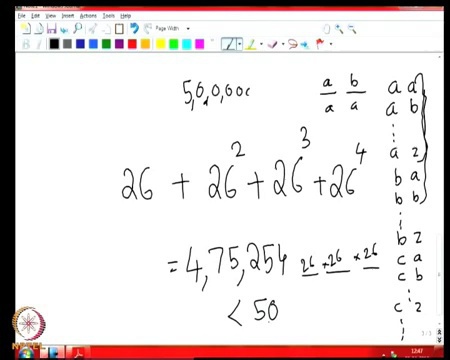 File Edit View Insert Actions Tools Help
Page Width
5,0,0,00c
a b
a a
26 + 26^2 + 26^3 + 26^4
= 4,75,254
26 * 26 * 26
< 50
a a
a b
⋮
a z
b a
b b
⋮
b z
c a
c b
⋮
c z
⋮
3/3
12:47